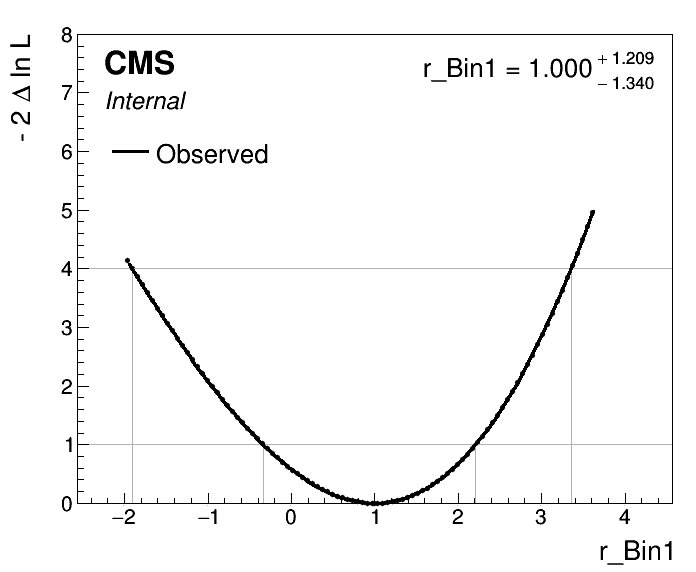 8
7
6
5
4
3
2
1
0
- 2 Δ ln L
CMS
Internal
Observed
r_Bin1 = 1.000 + 1.209 − 1.340
−2 −1 0 1 2 3 4
r_Bin1